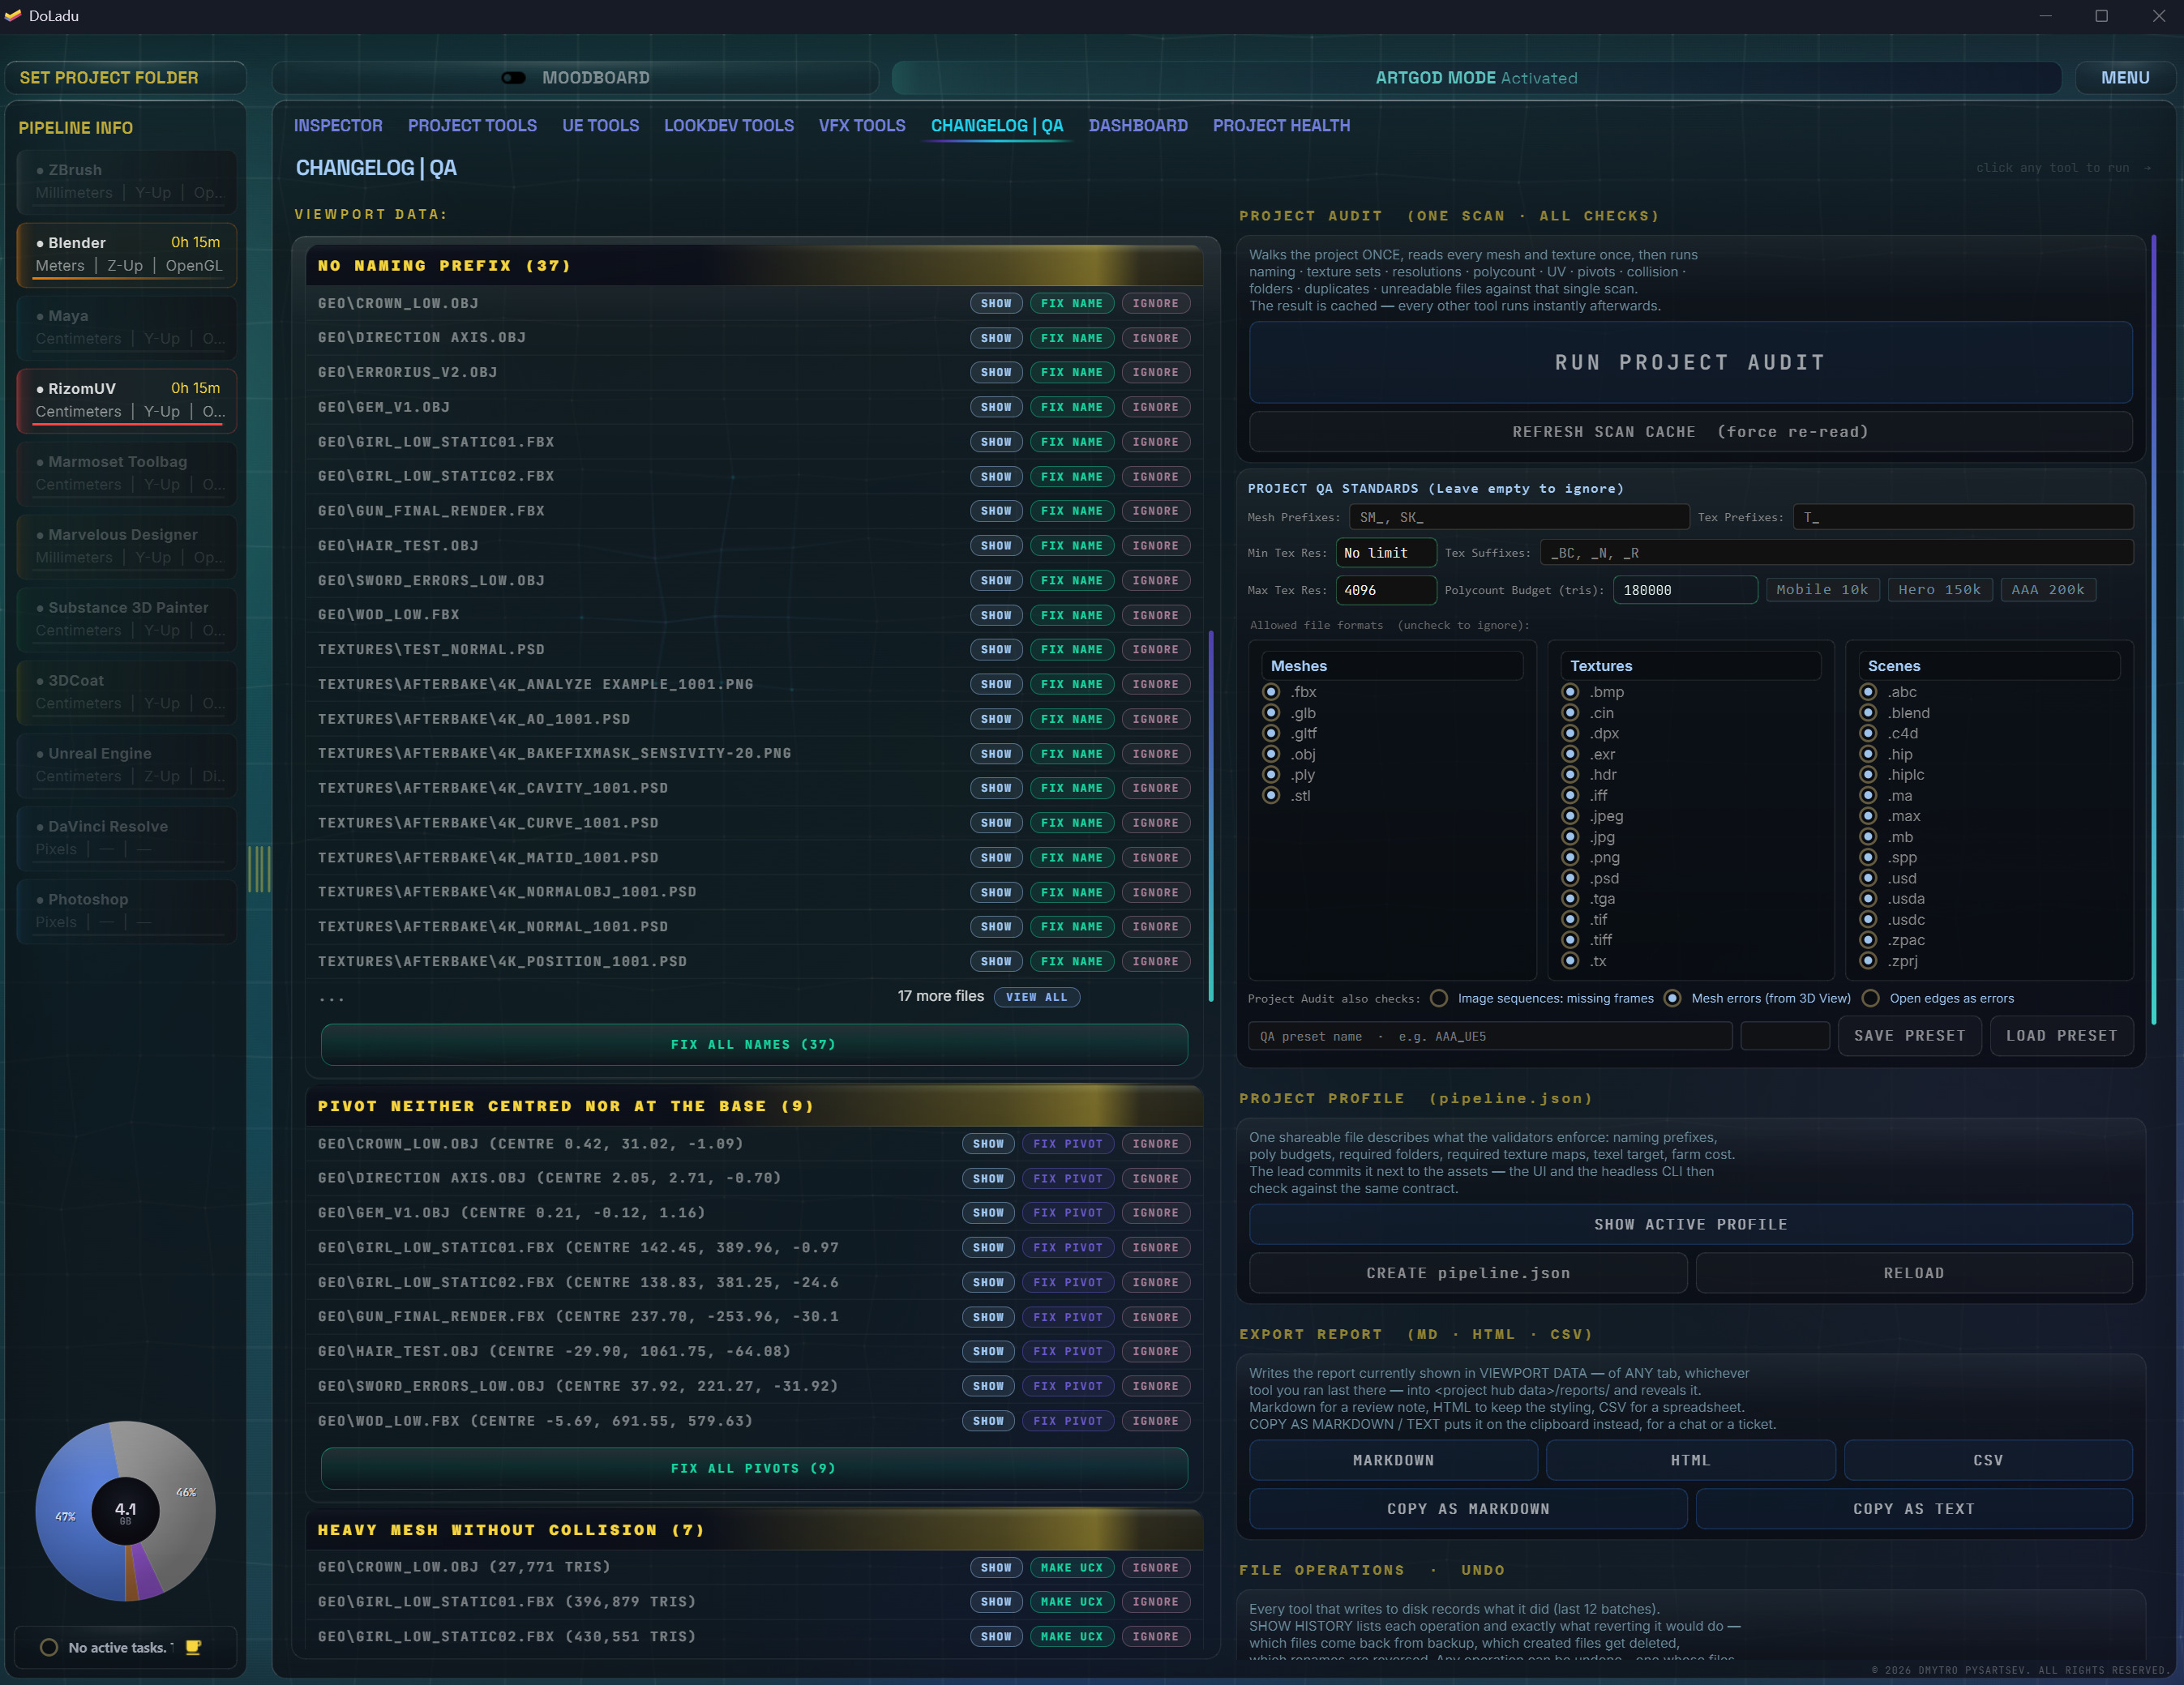 DoLadu
SET PROJECT FOLDER
MOODBOARD
ARTGOD MODE Activated
MENU
PIPELINE INFO
● ZBrush
Millimeters | Y-Up | Op...
● Blender 0h 15m
Meters | Z-Up | OpenGL
● Maya
Centimeters | Y-Up | O...
● RizomUV 0h 15m
Centimeters | Y-Up | O...
● Marmoset Toolbag
Centimeters | Y-Up | O...
● Marvelous Designer
Millimeters | Y-Up | Op...
● Substance 3D Painter
Centimeters | Y-Up | O...
● 3DCoat
Centimeters | Y-Up | O...
● Unreal Engine
Centimeters | Z-Up | Di...
● DaVinci Resolve
Pixels | — | —
● Photoshop
Pixels | — | —
47%
46%
4.1
GB
No active tasks.
INSPECTOR PROJECT TOOLS UE TOOLS LOOKDEV TOOLS VFX TOOLS CHANGELOG | QA DASHBOARD PROJECT HEALTH
CHANGELOG | QA
click any tool to run →
VIEWPORT DATA:
NO NAMING PREFIX (37)
GEO\CROWN_LOW.OBJ SHOW FIX NAME IGNORE
GEO\DIRECTION AXIS.OBJ SHOW FIX NAME IGNORE
GEO\ERRORIUS_V2.OBJ SHOW FIX NAME IGNORE
GEO\GEM_V1.OBJ SHOW FIX NAME IGNORE
GEO\GIRL_LOW_STATIC01.FBX SHOW FIX NAME IGNORE
GEO\GIRL_LOW_STATIC02.FBX SHOW FIX NAME IGNORE
GEO\GUN_FINAL_RENDER.FBX SHOW FIX NAME IGNORE
GEO\HAIR_TEST.OBJ SHOW FIX NAME IGNORE
GEO\SWORD_ERRORS_LOW.OBJ SHOW FIX NAME IGNORE
GEO\WOD_LOW.FBX SHOW FIX NAME IGNORE
TEXTURES\TEST_NORMAL.PSD SHOW FIX NAME IGNORE
TEXTURES\AFTERBAKE\4K_ANALYZE EXAMPLE_1001.PNG SHOW FIX NAME IGNORE
TEXTURES\AFTERBAKE\4K_AO_1001.PSD SHOW FIX NAME IGNORE
TEXTURES\AFTERBAKE\4K_BAKEFIXMASK_SENSIVITY-20.PNG SHOW FIX NAME IGNORE
TEXTURES\AFTERBAKE\4K_CAVITY_1001.PSD SHOW FIX NAME IGNORE
TEXTURES\AFTERBAKE\4K_CURVE_1001.PSD SHOW FIX NAME IGNORE
TEXTURES\AFTERBAKE\4K_MATID_1001.PSD SHOW FIX NAME IGNORE
TEXTURES\AFTERBAKE\4K_NORMALOBJ_1001.PSD SHOW FIX NAME IGNORE
TEXTURES\AFTERBAKE\4K_NORMAL_1001.PSD SHOW FIX NAME IGNORE
TEXTURES\AFTERBAKE\4K_POSITION_1001.PSD SHOW FIX NAME IGNORE
... 17 more files VIEW ALL
FIX ALL NAMES (37)
PIVOT NEITHER CENTRED NOR AT THE BASE (9)
GEO\CROWN_LOW.OBJ (CENTRE 0.42, 31.02, -1.09) SHOW FIX PIVOT IGNORE
GEO\DIRECTION AXIS.OBJ (CENTRE 2.05, 2.71, -0.70) SHOW FIX PIVOT IGNORE
GEO\GEM_V1.OBJ (CENTRE 0.21, -0.12, 1.16) SHOW FIX PIVOT IGNORE
GEO\GIRL_LOW_STATIC01.FBX (CENTRE 142.45, 389.96, -0.97 SHOW FIX PIVOT IGNORE
GEO\GIRL_LOW_STATIC02.FBX (CENTRE 138.83, 381.25, -24.6 SHOW FIX PIVOT IGNORE
GEO\GUN_FINAL_RENDER.FBX (CENTRE 237.70, -253.96, -30.1 SHOW FIX PIVOT IGNORE
GEO\HAIR_TEST.OBJ (CENTRE -29.90, 1061.75, -64.08) SHOW FIX PIVOT IGNORE
GEO\SWORD_ERRORS_LOW.OBJ (CENTRE 37.92, 221.27, -31.92) SHOW FIX PIVOT IGNORE
GEO\WOD_LOW.FBX (CENTRE -5.69, 691.55, 579.63) SHOW FIX PIVOT IGNORE
FIX ALL PIVOTS (9)
HEAVY MESH WITHOUT COLLISION (7)
GEO\CROWN_LOW.OBJ (27,771 TRIS) SHOW MAKE UCX IGNORE
GEO\GIRL_LOW_STATIC01.FBX (396,879 TRIS) SHOW MAKE UCX IGNORE
GEO\GIRL_LOW_STATIC02.FBX (430,551 TRIS) SHOW MAKE UCX IGNORE
PROJECT AUDIT (ONE SCAN · ALL CHECKS)
Walks the project ONCE, reads every mesh and texture once, then runs
naming · texture sets · resolutions · polycount · UV · pivots · collision ·
folders · duplicates · unreadable files against that single scan.
The result is cached — every other tool runs instantly afterwards.
RUN PROJECT AUDIT
REFRESH SCAN CACHE (force re-read)
PROJECT QA STANDARDS (Leave empty to ignore)
Mesh Prefixes: SM_, SK_ Tex Prefixes: T_
Min Tex Res: No limit Tex Suffixes: _BC, _N, _R
Max Tex Res: 4096 Polycount Budget (tris): 180000 Mobile 10k Hero 150k AAA 200k
Allowed file formats (uncheck to ignore):
Meshes
.fbx
.glb
.gltf
.obj
.ply
.stl
Textures
.bmp
.cin
.dpx
.exr
.hdr
.iff
.jpeg
.jpg
.png
.psd
.tga
.tif
.tiff
.tx
Scenes
.abc
.blend
.c4d
.hip
.hiplc
.ma
.max
.mb
.spp
.usd
.usda
.usdc
.zpac
.zprj
Project Audit also checks: Image sequences: missing frames Mesh errors (from 3D View) Open edges as errors
QA preset name · e.g. AAA_UE5 SAVE PRESET LOAD PRESET
PROJECT PROFILE (pipeline.json)
One shareable file describes what the validators enforce: naming prefixes,
poly budgets, required folders, required texture maps, texel target, farm cost.
The lead commits it next to the assets — the UI and the headless CLI then
check against the same contract.
SHOW ACTIVE PROFILE
CREATE pipeline.json RELOAD
EXPORT REPORT (MD · HTML · CSV)
Writes the report currently shown in VIEWPORT DATA — of ANY tab, whichever
tool you ran last there — into <project hub data>/reports/ and reveals it.
Markdown for a review note, HTML to keep the styling, CSV for a spreadsheet.
COPY AS MARKDOWN / TEXT puts it on the clipboard instead, for a chat or a ticket.
MARKDOWN HTML CSV
COPY AS MARKDOWN COPY AS TEXT
FILE OPERATIONS · UNDO
Every tool that writes to disk records what it did (last 12 batches).
SHOW HISTORY lists each operation and exactly what reverting it would do —
which files come back from backup, which created files get deleted,
which renames are reversed. Any operation can be undone
© 2026 DMYTRO PYSARTSEV. ALL RIGHTS RESERVED.